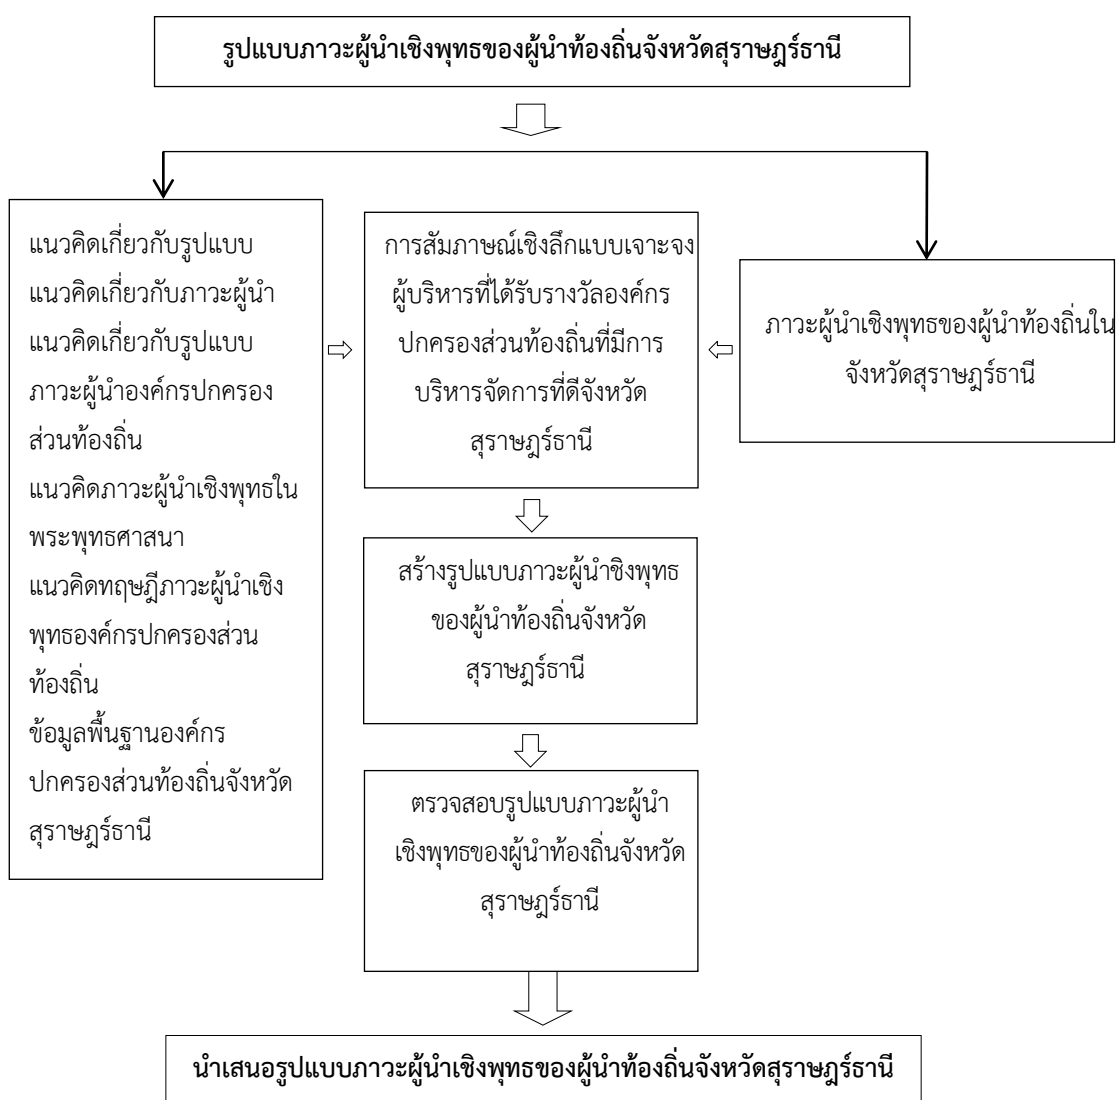 รูปแบบภาวะผู้นำเชิงพุทธของผู้นำท้องถิ่นจังหวัดสุราษฎร์ธานี
แนวคิดเกี่ยวกับรูปแบบ
แนวคิดเกี่ยวกับภาวะผู้นำ
แนวคิดเกี่ยวกับรูปแบบ
ภาวะผู้นำองค์กรปกครอง
ส่วนท้องถิ่น
แนวคิดภาวะผู้นำเชิงพุทธใน
พระพุทธศาสนา
แนวคิดทฤษฎีภาวะผู้นำเชิง
พุทธองค์กรปกครองส่วน
ท้องถิ่น
ข้อมูลพื้นฐานองค์กร
ปกครองส่วนท้องถิ่นจังหวัด
สุราษฎร์ธานี
การสัมภาษณ์เชิงลึกแบบเจาะจง
ผู้บริหารที่ได้รับรางวัลองค์กร
ปกครองส่วนท้องถิ่นที่มีการ
บริหารจัดการที่ดีจังหวัด
สุราษฎร์ธานี
ภาวะผู้นำเชิงพุทธของผู้นำท้องถิ่นใน
จังหวัดสุราษฎร์ธานี
สร้างรูปแบบภาวะผู้นำชิงพุทธ
ของผู้นำท้องถิ่นจังหวัด
สุราษฎร์ธานี
ตรวจสอบรูปแบบภาวะผู้นำ
เชิงพุทธของผู้นำท้องถิ่นจังหวัด
สุราษฎร์ธานี
นำเสนอรูปแบบภาวะผู้นำเชิงพุทธของผู้นำท้องถิ่นจังหวัดสุราษฎร์ธานี